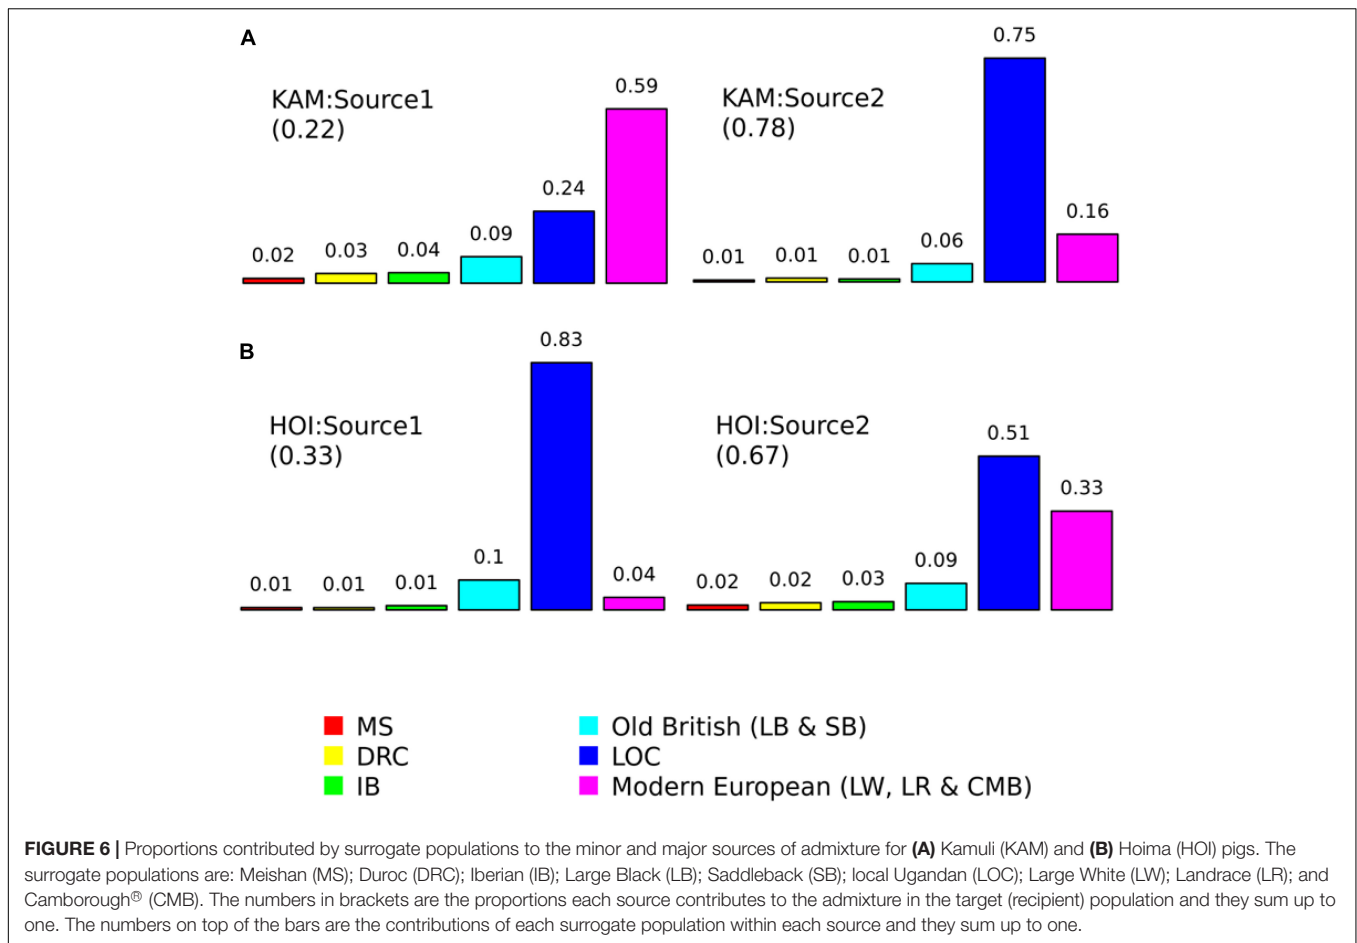 A
KAM:Source1
(0.22)
0.02
0.03
0.04
0.09
0.24
0.59
KAM:Source2
(0.78)
0.01
0.01
0.01
0.06
0.75
0.16
B
HOI:Source1
(0.33)
0.01
0.01
0.01
0.1
0.83
0.04
HOI:Source2
(0.67)
0.02
0.02
0.03
0.09
0.51
0.33
MS
DRC
IB
Old British (LB & SB)
LOC
Modern European (LW, LR & CMB)
FIGURE 6 | Proportions contributed by surrogate populations to the minor and major sources of admixture for (A) Kamuli (KAM) and (B) Hoima (HOI) pigs. The
surrogate populations are: Meishan (MS); Duroc (DRC); Iberian (IB); Large Black (LB); Saddleback (SB); local Ugandan (LOC); Large White (LW); Landrace (LR); and
Camborough® (CMB). The numbers in brackets are the proportions each source contributes to the admixture in the target (recipient) population and they sum up to
one. The numbers on top of the bars are the contributions of each surrogate population within each source and they sum up to one.